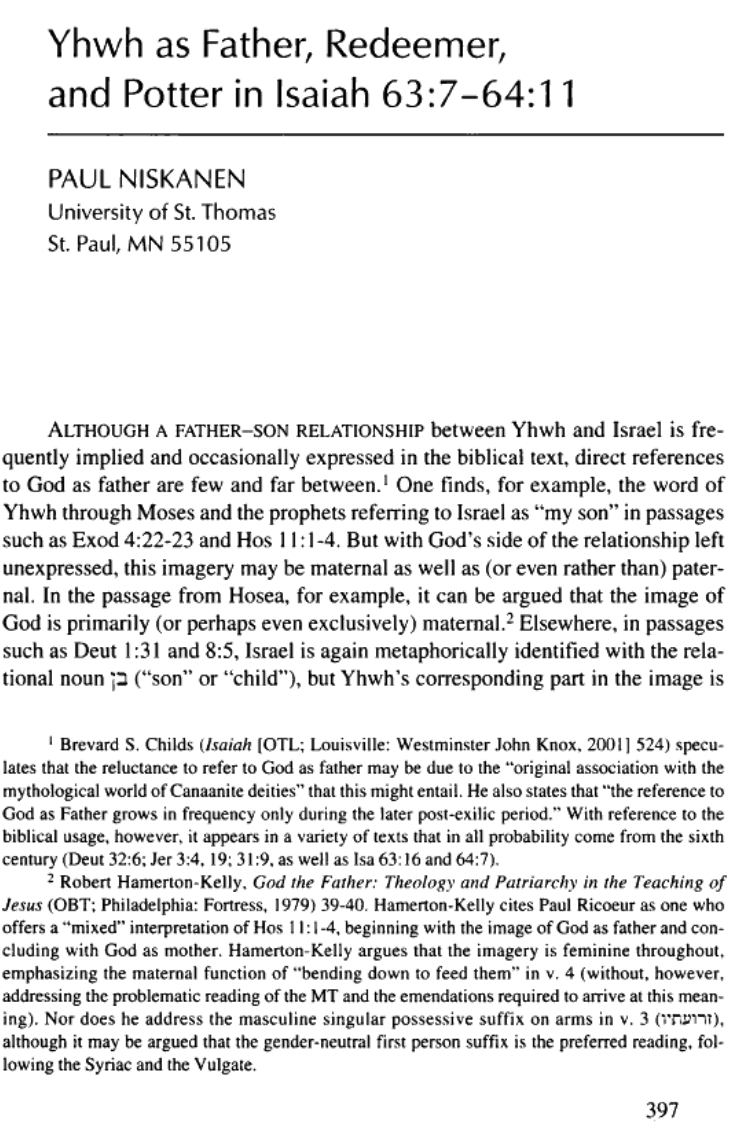 Yhwh as Father, Redeemer,
and Potter in Isaiah 63:7–64:11
PAUL NISKANEN
University of St. Thomas
St. Paul, MN 55105
ALTHOUGH A FATHER–SON RELATIONSHIP between Yhwh and Israel is fre-
quently implied and occasionally expressed in the biblical text, direct references
to God as father are few and far between.¹ One finds, for example, the word of
Yhwh through Moses and the prophets referring to Israel as “my son” in passages
such as Exod 4:22-23 and Hos 11:1-4. But with God’s side of the relationship left
unexpressed, this imagery may be maternal as well as (or even rather than) pater-
nal. In the passage from Hosea, for example, it can be argued that the image of
God is primarily (or perhaps even exclusively) maternal.² Elsewhere, in passages
such as Deut 1:31 and 8:5, Israel is again metaphorically identified with the rela-
tional noun בן (“son” or “child”), but Yhwh’s corresponding part in the image is
¹ Brevard S. Childs (Isaiah [OTL; Louisville: Westminster John Knox, 2001] 524) specu-
lates that the reluctance to refer to God as father may be due to the “original association with the
mythological world of Canaanite deities” that this might entail. He also states that “the reference to
God as Father grows in frequency only during the later post-exilic period.” With reference to the
biblical usage, however, it appears in a variety of texts that in all probability come from the sixth
century (Deut 32:6; Jer 3:4, 19; 31:9, as well as Isa 63:16 and 64:7).
² Robert Hamerton-Kelly, God the Father: Theology and Patriarchy in the Teaching of
Jesus (OBT; Philadelphia: Fortress, 1979) 39-40. Hamerton-Kelly cites Paul Ricoeur as one who
offers a “mixed” interpretation of Hos 11:1-4, beginning with the image of God as father and con-
cluding with God as mother. Hamerton-Kelly argues that the imagery is feminine throughout,
emphasizing the maternal function of “bending down to feed them” in v. 4 (without, however,
addressing the problematic reading of the MT and the emendations required to arrive at this mean-
ing). Nor does he address the masculine singular possessive suffix on arms in v. 3 (זרועתיו),
although it may be argued that the gender-neutral first person suffix is the preferred reading, fol-
lowing the Syriac and the Vulgate.
397